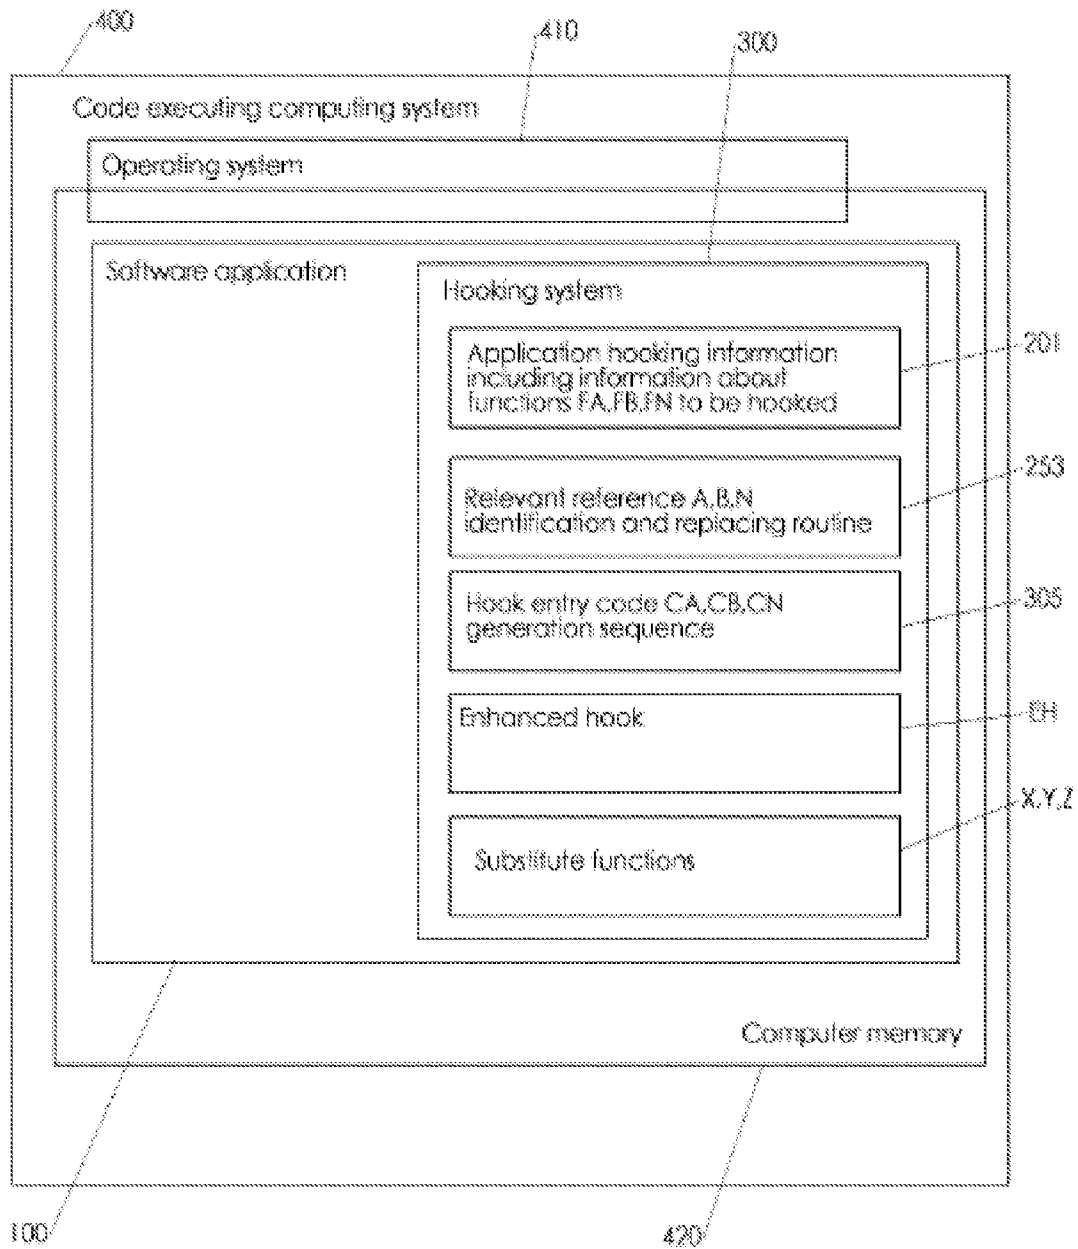 400
410
300
Code executing computing system
Operating system
Software application
Hooking system
Application hooking information
including information about
functions FA,FB,FN to be hooked
201
Relevant reference A,B,N
identification and replacing routine
253
Hook entry code CA,CB,CN
generation sequence
305
Enhanced hook
EH
X,Y,Z
Substitute functions
Computer memory
100
420